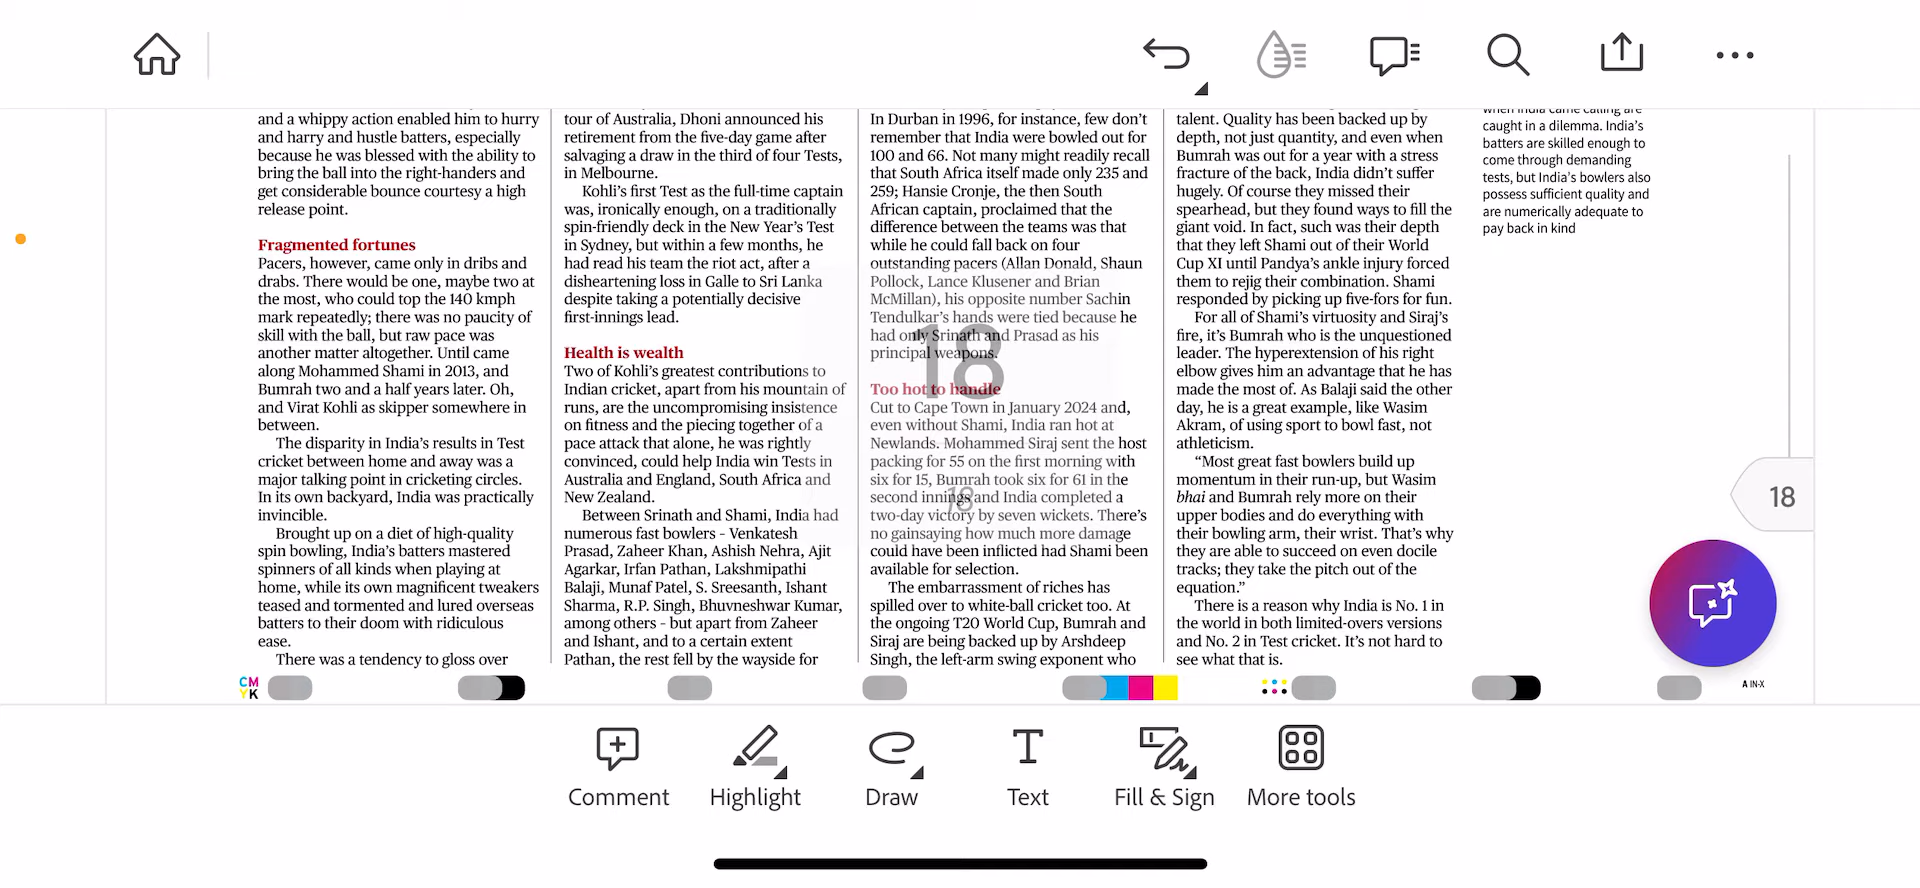 and a whippy action enabled him to hurry
and harry and hustle batters, especially
because he was blessed with the ability to
bring the ball into the right-handers and
get considerable bounce courtesy a high
release point.
Fragmented fortunes
Pacers, however, came only in dribs and
drabs. There would be one, maybe two at
the most, who could top the 140 kmph
mark repeatedly; there was no paucity of
skill with the ball, but raw pace was
another matter altogether. Until came
along Mohammed Shami in 2013, and
Bumrah two and a half years later. Oh,
and Virat Kohli as skipper somewhere in
between.
The disparity in India's results in Test
cricket between home and away was a
major talking point in cricketing circles.
In its own backyard, India was practically
invincible.
Brought up on a diet of high-quality
spin bowling, India's batters mastered
spinners of all kinds when playing at
home, while its own magnificent tweakers
teased and tormented and lured overseas
batters to their doom with ridiculous
ease.
There was a tendency to gloss over
tour of Australia, Dhoni announced his
retirement from the five-day game after
salvaging a draw in the third of four Tests,
in Melbourne.
Kohli's first Test as the full-time captain
was, ironically enough, on a traditionally
spin-friendly deck in the New Year's Test
in Sydney, but within a few months, he
had read his team the riot act, after a
disheartening loss in Galle to Sri Lanka
despite taking a potentially decisive
first-innings lead.
Health is wealth
Two of Kohli's greatest contributions to
Indian cricket, apart from his mountain of
runs, are the uncompromising insistence
on fitness and the piecing together of a
pace attack that alone, he was rightly
convinced, could help India win Tests in
Australia and England, South Africa and
New Zealand.
Between Srinath and Shami, India had
numerous fast bowlers – Venkatesh
Prasad, Zaheer Khan, Ashish Nehra, Ajit
Agarkar, Irfan Pathan, Lakshmipathi
Balaji, Munaf Patel, S. Sreesanth, Ishant
Sharma, R.P. Singh, Bhuvneshwar Kumar,
among others – but apart from Zaheer
and Ishant, and to a certain extent
Pathan, the rest fell by the wayside for
In Durban in 1996, for instance, few don't
remember that India were bowled out for
100 and 66. Not many might readily recall
that South Africa itself made only 235 and
259; Hansie Cronje, the then South
African captain, proclaimed that the
difference between the teams was that
while he could fall back on four
outstanding pacers (Allan Donald, Shaun
Pollock, Lance Klusener and Brian
McMillan), his opposite number Sachin
Tendulkar's hands were tied because he
had only Srinath and Prasad as his
principal weapons.
18
Too hot to handle
Cut to Cape Town in January 2024 and,
even without Shami, India ran hot at
Newlands. Mohammed Siraj sent the host
packing for 55 on the first morning with
six for 15, Bumrah took six for 61 in the
second innings and India completed a
18
two-day victory by seven wickets. There's
no gainsaying how much more damage
could have been inflicted had Shami been
available for selection.
The embarrassment of riches has
spilled over to white-ball cricket too. At
the ongoing T20 World Cup, Bumrah and
Siraj are being backed up by Arshdeep
Singh, the left-arm swing exponent who
talent. Quality has been backed up by
depth, not just quantity, and even when
Bumrah was out for a year with a stress
fracture of the back, India didn't suffer
hugely. Of course they missed their
spearhead, but they found ways to fill the
giant void. In fact, such was their depth
that they left Shami out of their World
Cup XI until Pandya's ankle injury forced
them to rejig their combination. Shami
responded by picking up five-fors for fun.
For all of Shami's virtuosity and Siraj's
fire, it's Bumrah who is the unquestioned
leader. The hyperextension of his right
elbow gives him an advantage that he has
made the most of. As Balaji said the other
day, he is a great example, like Wasim
Akram, of using sport to bowl fast, not
athleticism.
“Most great fast bowlers build up
momentum in their run-up, but Wasim
bhai and Bumrah rely more on their
upper bodies and do everything with
their bowling arm, their wrist. That's why
they are able to succeed on even docile
tracks; they take the pitch out of the
equation.”
There is a reason why India is No. 1 in
the world in both limited-overs versions
and No. 2 in Test cricket. It's not hard to
see what that is.
when India came calling are
caught in a dilemma. India's
batters are skilled enough to
come through demanding
tests, but India's bowlers also
possess sufficient quality and
are numerically adequate to
pay back in kind
18
CM
YK
A IN-X
Comment
Highlight
Draw
T
Text
Fill & Sign
More tools